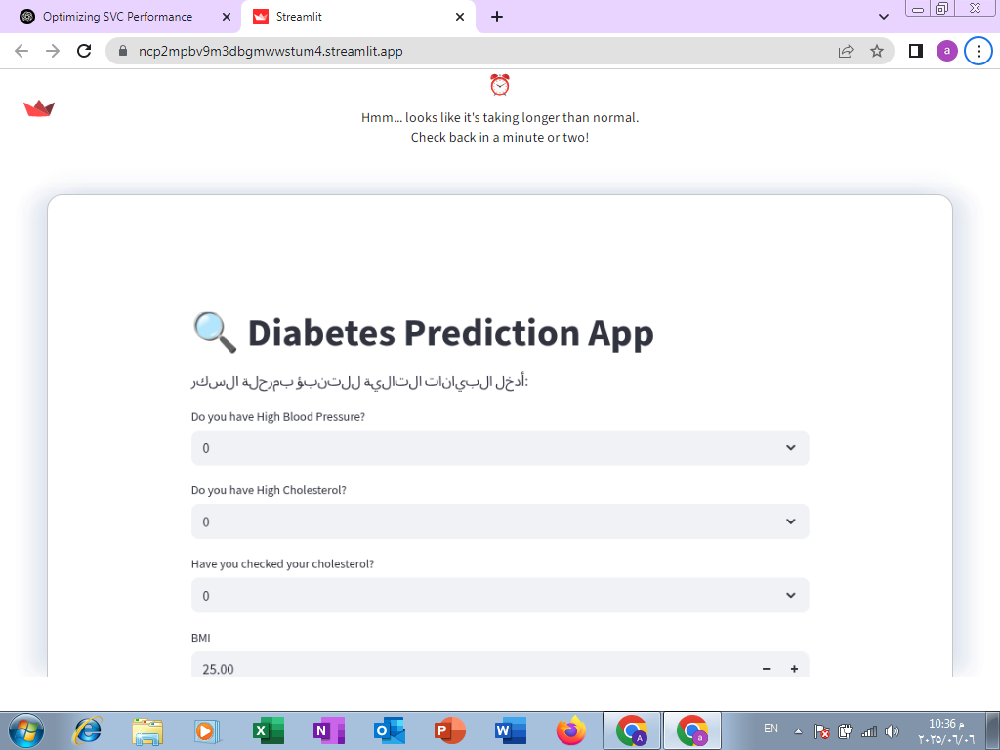 Optimizing SVC Performance
Streamlit
ncp2mpbv9m3dbgmwwstum4.streamlit.app
a
Hmm... looks like it's taking longer than normal.
Check back in a minute or two!
🔍 Diabetes Prediction App
أدخل البيانات التالية للتنبؤ بمرحلة السكر:
Do you have High Blood Pressure?
0
Do you have High Cholesterol?
0
Have you checked your cholesterol?
0
BMI
25.00
EN
10:36 م
٢٠٢٥/٠٦/٠٦